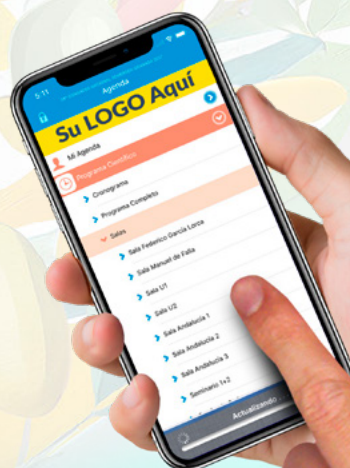 5:11
Agenda
Su LOGO Aquí
Mi Agenda
Programa Científico
Cronograma
Programa Completo
Salas
Sala Federico García Lorca
Sala Manuel de Falla
Sala U1
Sala U2
Sala Andalucía 1
Sala Andalucía 2
Sala Andalucía 3
Seminario 1+2
Actualizando ...